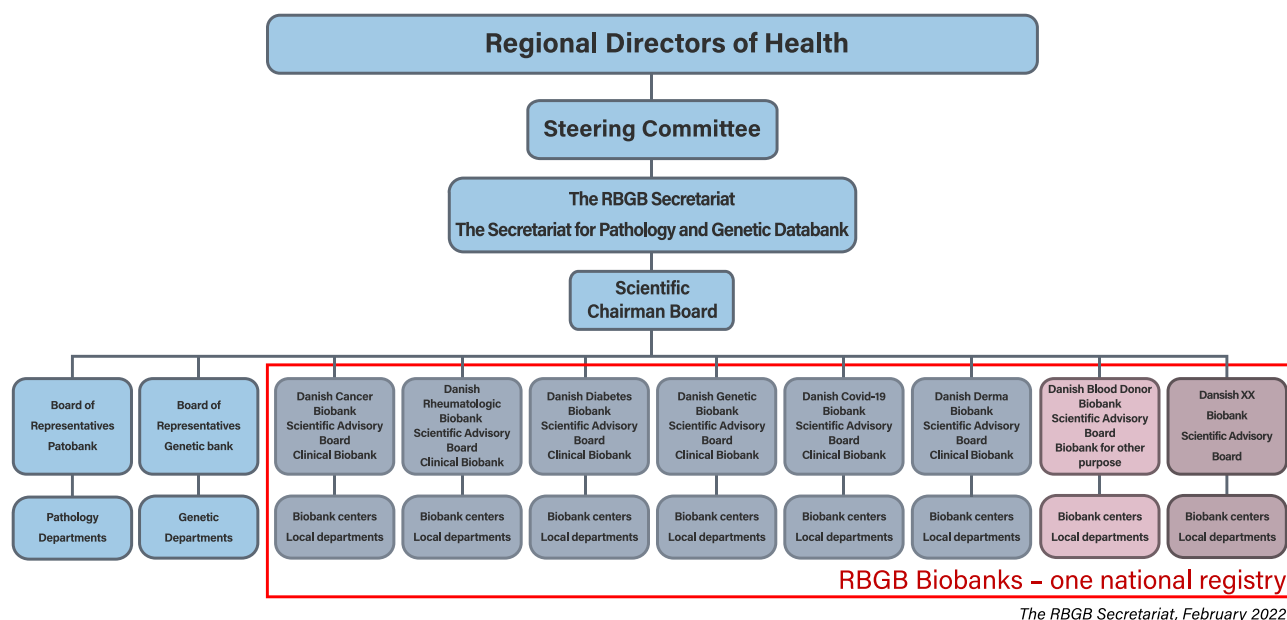 Regional Directors of Health
Steering Committee
The RBGB Secretariat
The Secretariat for Pathology and Genetic Databank
Scientific
Chairman Board
Board of
Representatives
Patobank
Board of
Representatives
Genetic bank
Danish Cancer
Biobank
Scientific Advisory
Board
Clinical Biobank
Danish
Rheumatologic
Biobank
Scientific Advisory
Board
Clinical Biobank
Danish Diabetes
Biobank
Scientific Advisory
Board
Clinical Biobank
Danish Genetic
Biobank
Scientific Advisory
Board
Clinical Biobank
Danish Covid-19
Biobank
Scientific Advisory
Board
Clinical Biobank
Danish Derma
Biobank
Scientific Advisory
Board
Clinical Biobank
Danish Blood Donor
Biobank
Scientific Advisory
Board
Biobank for other
purpose
Dansish XX
Biobank
Scientific Advisory
Board
Pathology
Departments
Genetic
Departments
Biobank centers
Local departments
Biobank centers
Local departments
Biobank centers
Local departments
Biobank centers
Local departments
Biobank centers
Local departments
Biobank centers
Local departments
Biobank centers
Local departments
Biobank centers
Local departments
RBGB Biobanks – one national registry
The RBGB Secretariat, February 2022